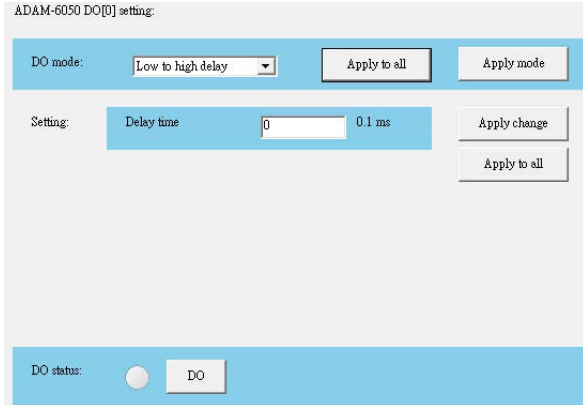 ADAM-6050 DO[0] setting:
DO mode: Low to high delay Apply to all Apply mode
Setting: Delay time 0 0.1 ms Apply change
Apply to all
DO status: DO